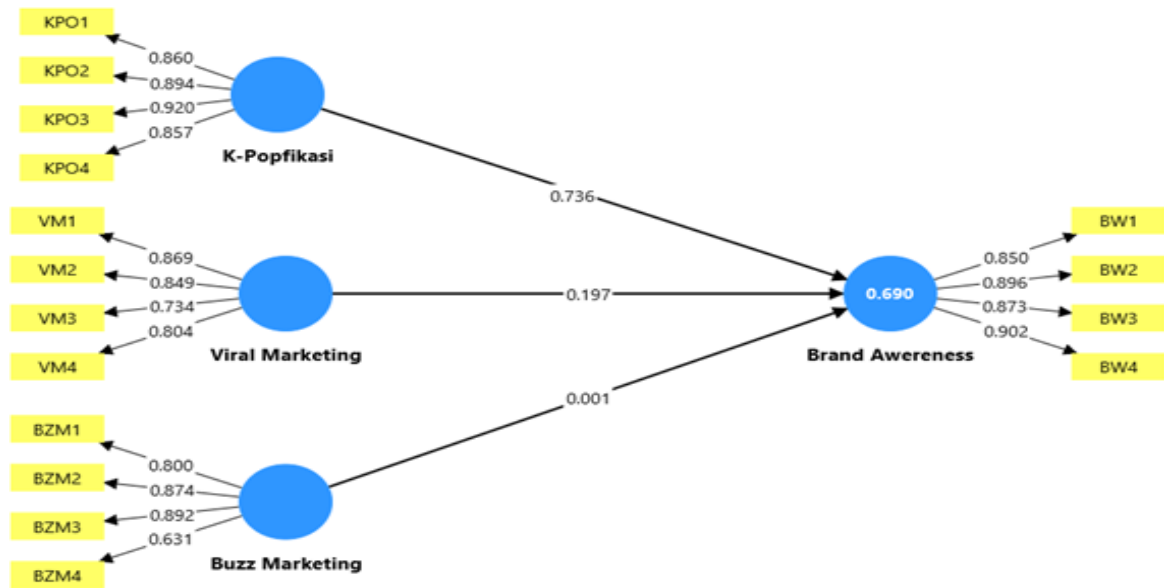 KPO1
KPO2
KPO3
KPO4
0.860
0.894
0.920
0.857
K-Popfikasi
0.736
VM1
VM2
VM3
VM4
0.869
0.849
0.734
0.804
Viral Marketing
0.197
BZM1
BZM2
BZM3
BZM4
0.800
0.874
0.892
0.631
Buzz Marketing
0.001
0.690
Brand Awereness
0.850
0.896
0.873
0.902
BW1
BW2
BW3
BW4